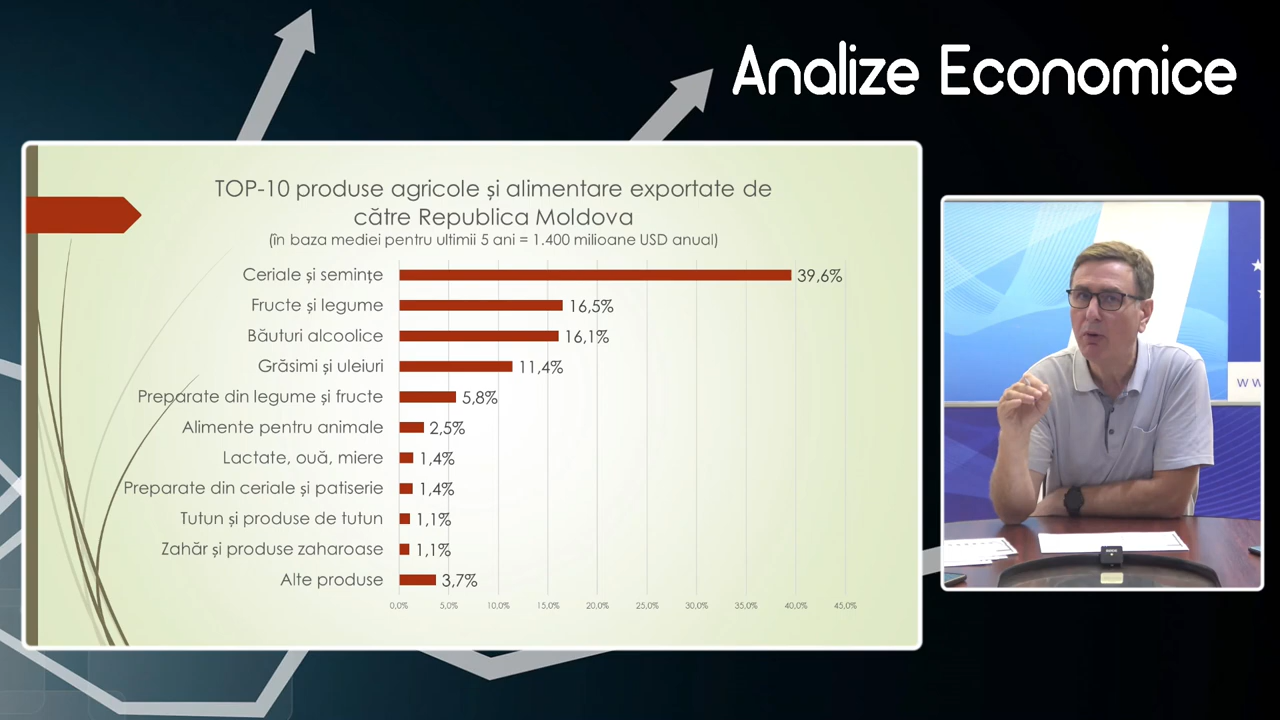 Analize Economice
TOP-10 produse agricole și alimentare exportate de
către Republica Moldova
(în baza mediei pentru ultimii 5 ani = 1.400 milioane USD anual)
Ceriale și semințe 39,6%
Fructe și legume 16,5%
Băuturi alcoolice 16,1%
Grăsimi și uleiuri 11,4%
Preparate din legume și fructe 5,8%
Alimente pentru animale 2,5%
Lactate, ouă, miere 1,4%
Preparate din ceriale și patiserie 1,4%
Tutun și produse de tutun 1,1%
Zahăr și produse zaharoase 1,1%
Alte produse 3,7%
0,0% 5,0% 10,0% 15,0% 20,0% 25,0% 30,0% 35,0% 40,0% 45,0%